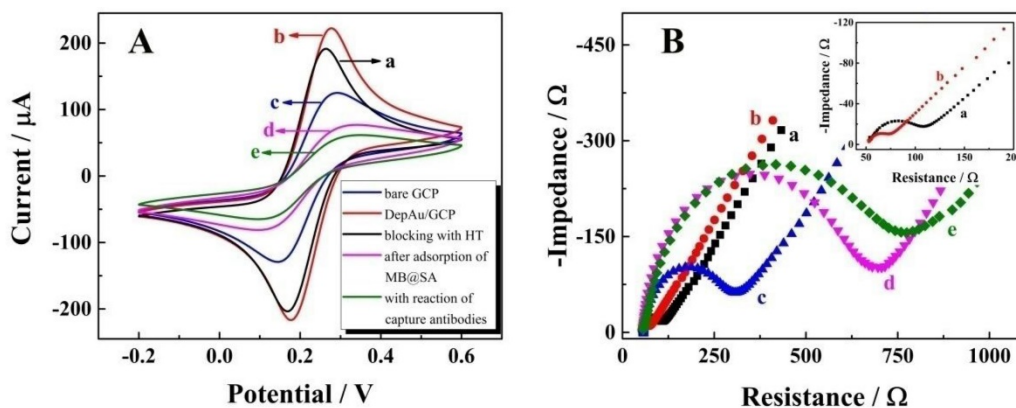 A
200
100
0
-100
-200
Current / μA
-0.2
0.0
0.2
0.4
0.6
Potential / V
b
a
c
d
e
bare GCP
DepAu/GCP
blocking with HT
after adsorption of
MB@SA
with reaction of
capture antibodies
B
-450
-300
-150
0
-Impedance / Ω
0
250
500
750
1000
Resistance / Ω
b
a
c
d
e
-120
-80
-40
0
-Impedance / Ω
50
100
150
Resistance / Ω
b
a